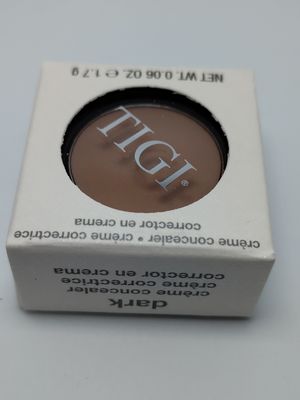 NET WT. 0.06 OZ. ℮ 1.7 g
TIGI®
crème concealer • crème correctrice
corrector en crema
dark
crème concealer
crème correctrice
corrector en crema